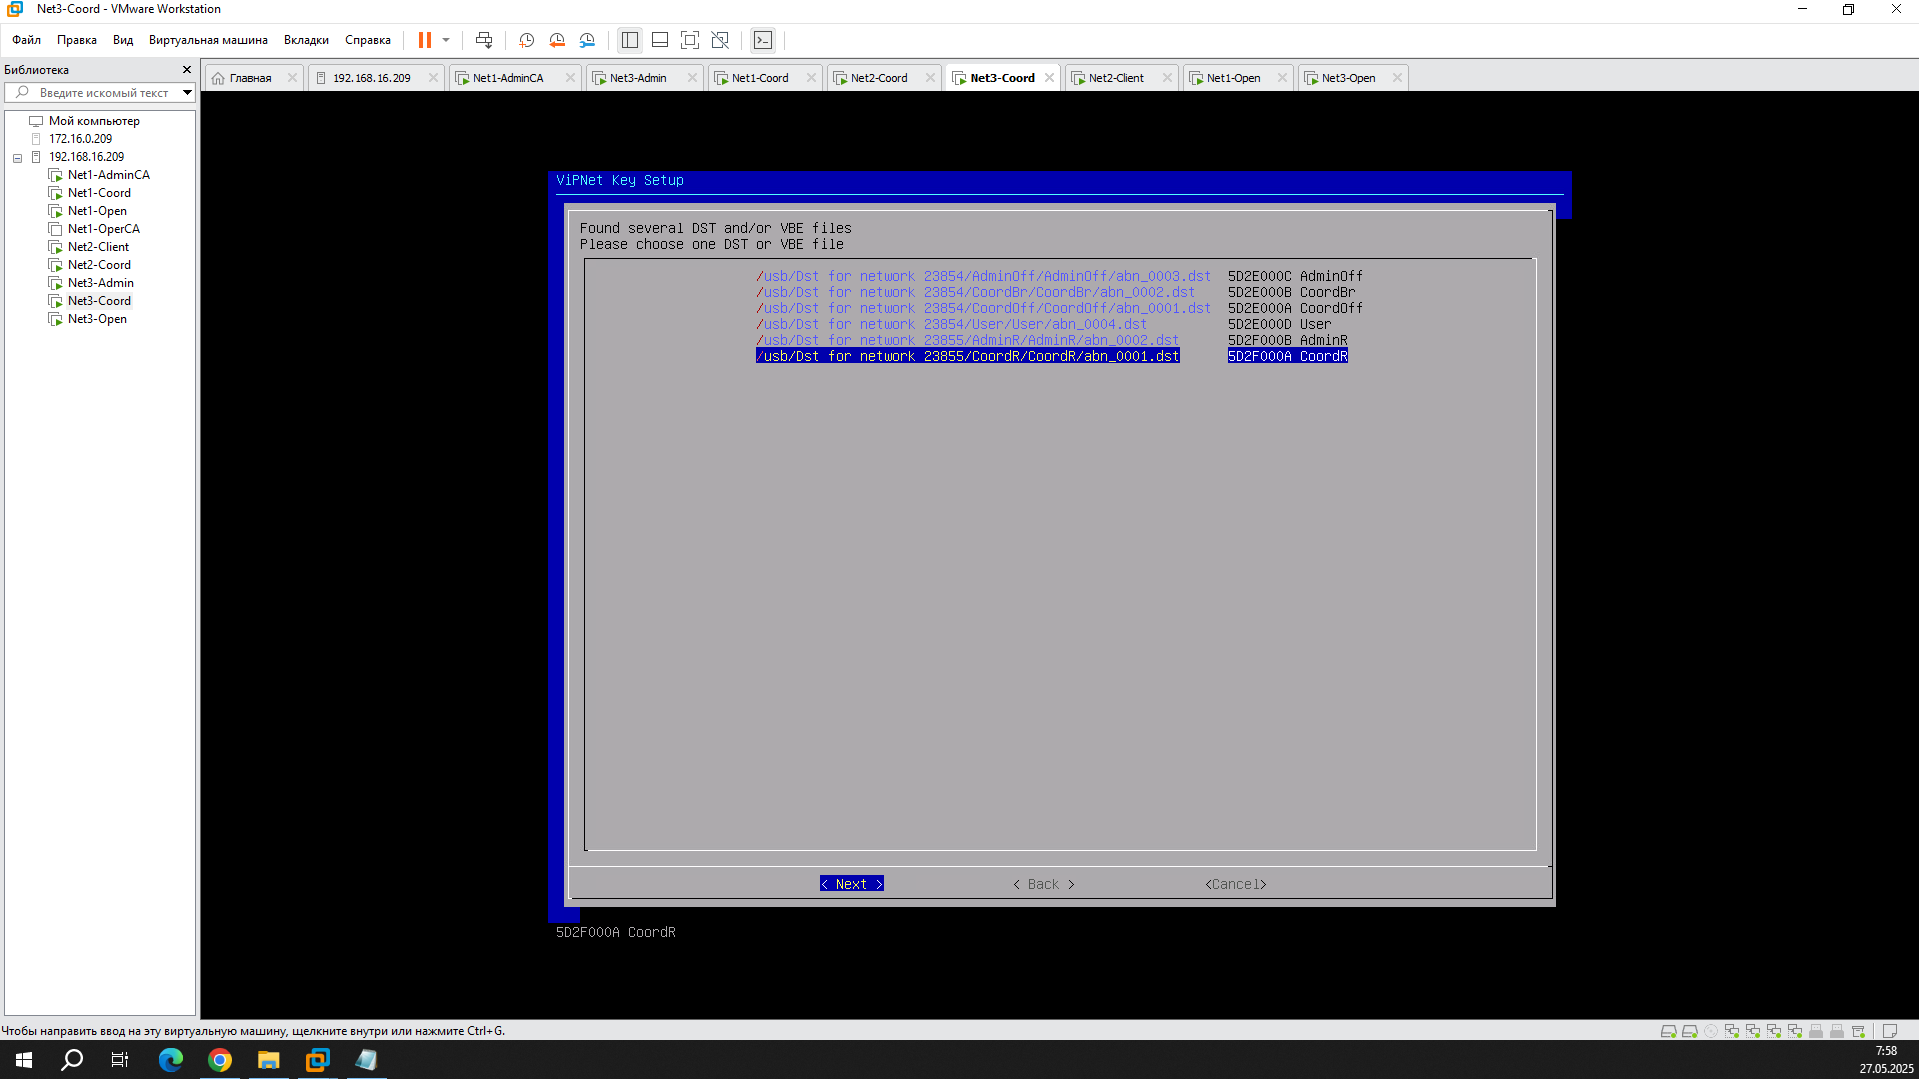 Net3-Coord - VMware Workstation
Файл Правка Вид Виртуальная машина Вкладки Справка
Библиотека
Введите искомый текст
Мой компьютер
172.16.0.209
192.168.16.209
Net1-AdminCA
Net1-Coord
Net1-Open
Net1-OperCA
Net2-Client
Net2-Coord
Net3-Admin
Net3-Coord
Net3-Open
Главная 192.168.16.209 Net1-AdminCA Net3-Admin Net1-Coord Net2-Coord Net3-Coord Net2-Client Net1-Open Net3-Open
ViPNet Key Setup
Found several DST and/or VBE files
Please choose one DST or VBE file
/usb/Dst for network 23854/AdminOff/AdminOff/abn_0003.dst 5D2E000C AdminOff
/usb/Dst for network 23854/CoordBr/CoordBr/abn_0002.dst 5D2E000B CoordBr
/usb/Dst for network 23854/CoordOff/CoordOff/abn_0001.dst 5D2E000A CoordOff
/usb/Dst for network 23854/User/User/abn_0004.dst 5D2E000D User
/usb/Dst for network 23855/AdminR/AdminR/abn_0002.dst 5D2F000B AdminR
/usb/Dst for network 23855/CoordR/CoordR/abn_0001.dst 5D2F000A CoordR
< Next > < Back > <Cancel>
5D2F000A CoordR
Чтобы направить ввод на эту виртуальную машину, щелкните внутри или нажмите Ctrl+G.
7:58
27.05.2025